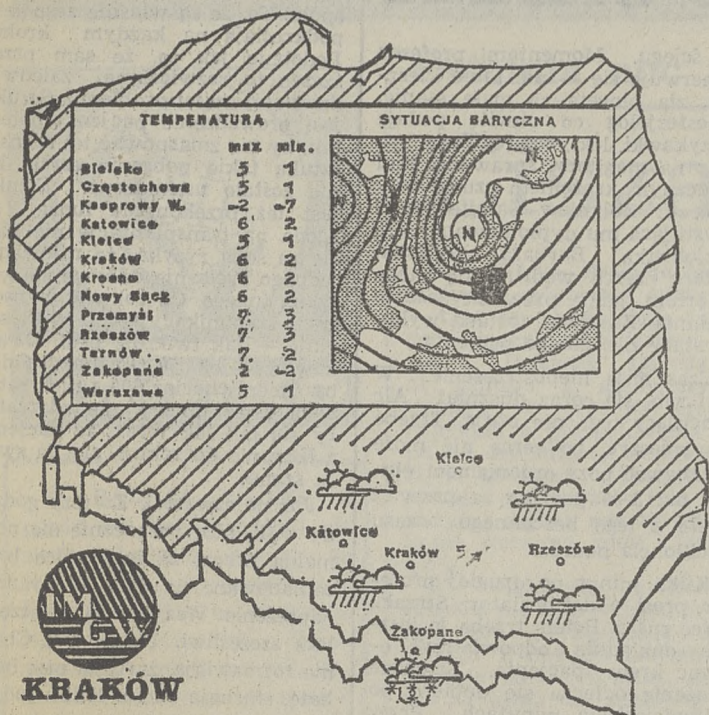 TEMPERATURA
max. min.
Bielsko 5 1
Częstochowa 5 1
Kasprowy W. -2 -7
Katowice 6 2
Kielce 5 1
Kraków 6 2
Krosno 6 2
Nowy Sącz 6 2
Przemyśl 7 3
Rzeszów 7 3
Tarnów 7 2
Zakopane 2 -2
Warszawa 5 1
SYTUACJA BARYCZNA
N
N
Kielce
Katowice
Kraków
Rzeszów
Zakopane
IM
GW
KRAKÓW